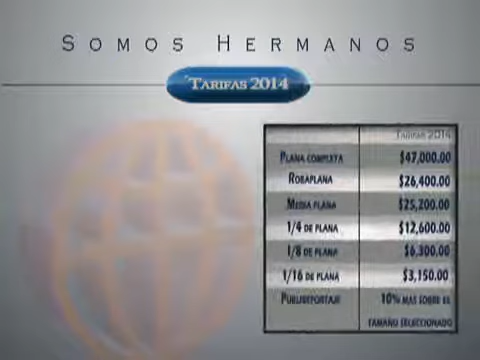 SOMOS HERMANOS
TARIFAS 2014
TARIFAS 2014
PLANA COMPLETA $47,000.00
ROBAPLANA $26,400.00
MEDIA PLANA $25,200.00
1/4 DE PLANA $12,600.00
1/8 DE PLANA $6,300.00
1/16 DE PLANA $3,150.00
PUBLIREPORTAJE 10% MAS SOBRE EL
TAMAÑO SELECCIONADO